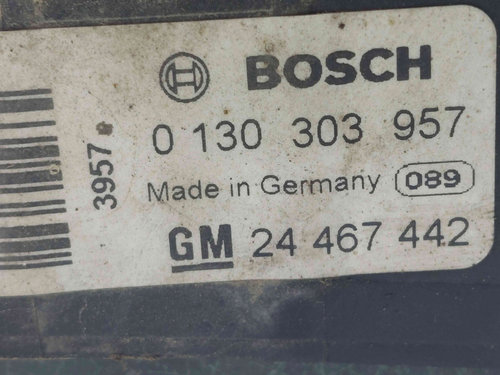 BOSCH
0 130 303 957
Made in Germany 089
GM 24 467 442
3957